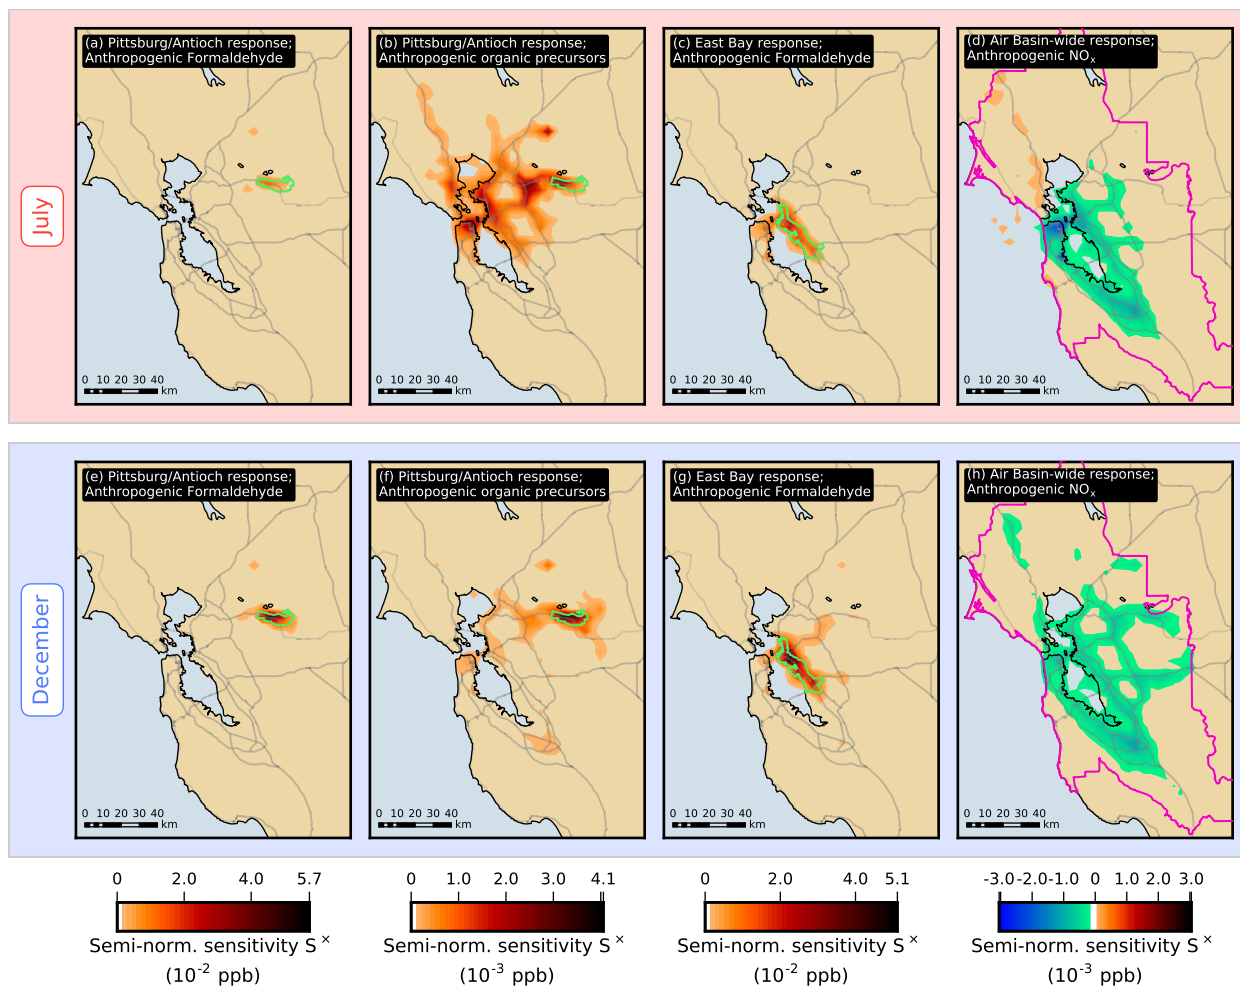 July
(a) Pittsburg/Antioch response;
Anthropogenic Formaldehyde
0 10 20 30 40
km
(b) Pittsburg/Antioch response;
Anthropogenic organic precursors
0 10 20 30 40
km
(c) East Bay response;
Anthropogenic Formaldehyde
0 10 20 30 40
km
(d) Air Basin-wide response;
Anthropogenic NOₓ
0 10 20 30 40
km
December
(e) Pittsburg/Antioch response;
Anthropogenic Formaldehyde
0 10 20 30 40
km
(f) Pittsburg/Antioch response;
Anthropogenic organic precursors
0 10 20 30 40
km
(g) East Bay response;
Anthropogenic Formaldehyde
0 10 20 30 40
km
(h) Air Basin-wide response;
Anthropogenic NOₓ
0 10 20 30 40
km
0 2.0 4.0 5.7
Semi-norm. sensitivity S ˣ
(10⁻² ppb)
0 1.0 2.0 3.0 4.1
Semi-norm. sensitivity S ˣ
(10⁻³ ppb)
0 2.0 4.0 5.1
Semi-norm. sensitivity S ˣ
(10⁻² ppb)
-3.0 -2.0 -1.0 0 1.0 2.0 3.0
Semi-norm. sensitivity S ˣ
(10⁻³ ppb)